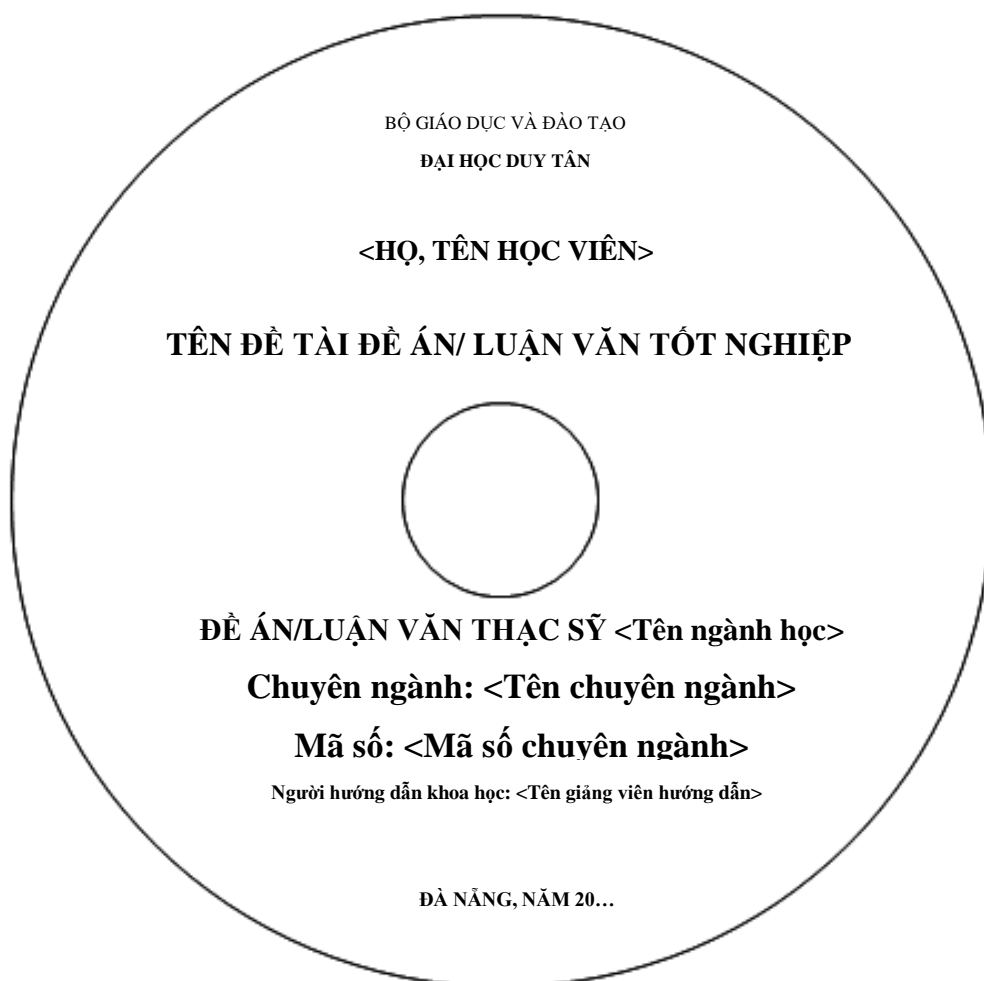 BỘ GIÁO DỤC VÀ ĐÀO TẠO
ĐẠI HỌC DUY TÂN
<HỌ, TÊN HỌC VIÊN>
TÊN ĐỀ TÀI ĐỀ ÁN/ LUẬN VĂN TỐT NGHIỆP
ĐỀ ÁN/LUẬN VĂN THẠC SỸ <Tên ngành học>
Chuyên ngành: <Tên chuyên ngành>
Mã số: <Mã số chuyên ngành>
Người hướng dẫn khoa học: <Tên giảng viên hướng dẫn>
ĐÀ NẴNG, NĂM 20…